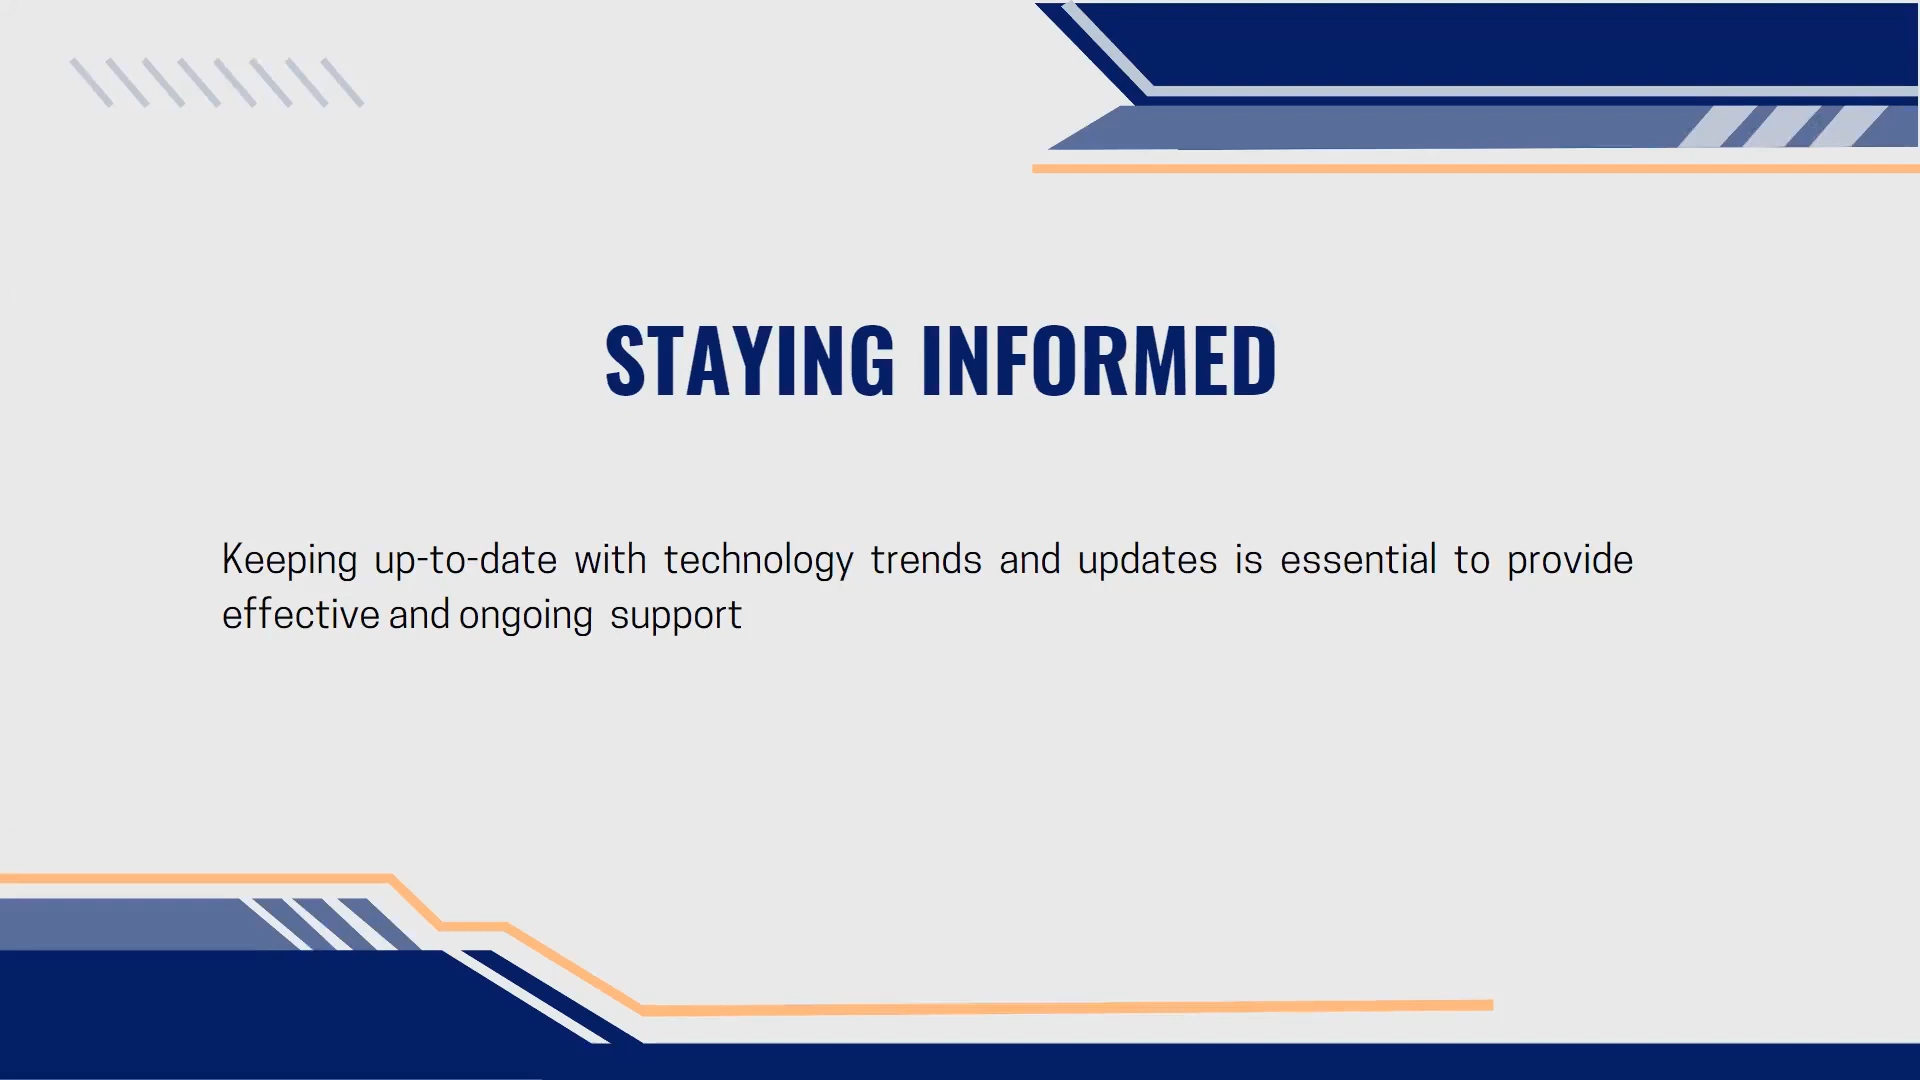 STAYING INFORMED
Keeping up-to-date with technology trends and updates is essential to provide
effective and ongoing support